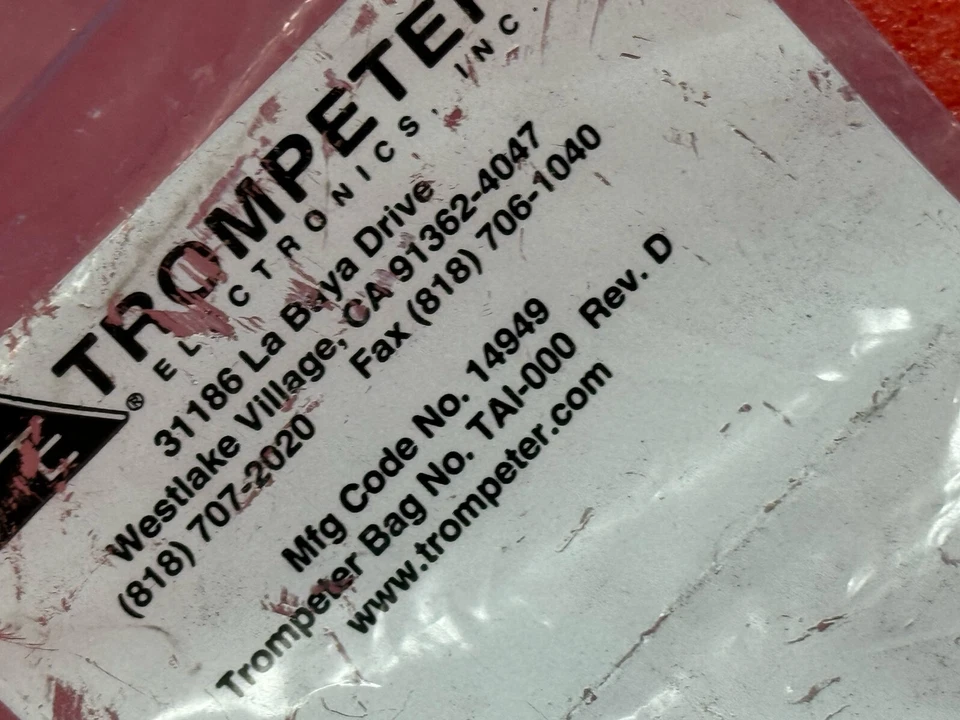 TROMPETER
ELECTRONICS, INC.
31186 La Baya Drive
Westlake Village, CA 91362-4047
(818) 707-2020 Fax (818) 706-1040
Mfg Code No. 14949
Trompeter Bag No. TAI-000 Rev. D
www.trompeter.com
TE®